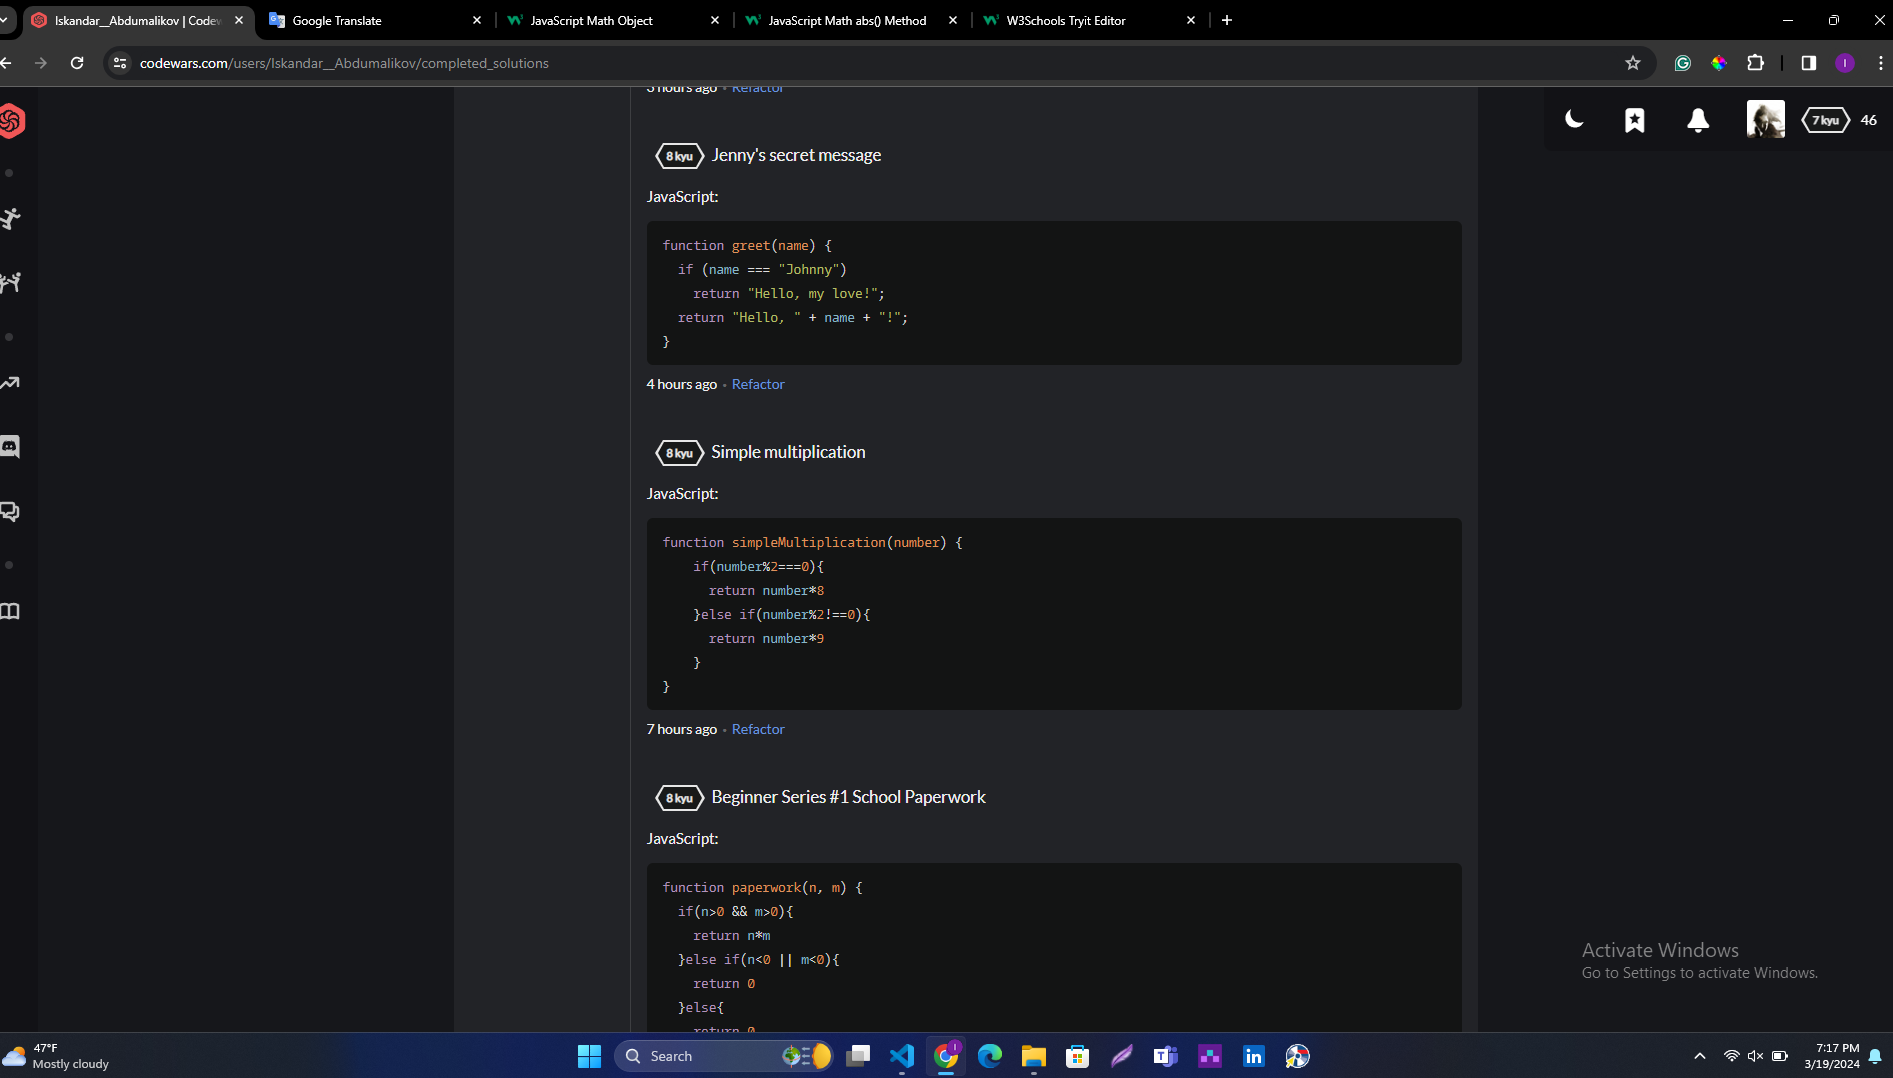 Iskandar__Abdumalikov | Codew
Google Translate
JavaScript Math Object
JavaScript Math abs() Method
W3Schools Tryit Editor
codewars.com/users/Iskandar__Abdumalikov/completed_solutions
I
3 hours ago • Refactor
7 kyu 46
8 kyu Jenny's secret message
JavaScript:
function greet(name) {
  if (name === "Johnny")
    return "Hello, my love!";
  return "Hello, " + name + "!";
}
4 hours ago • Refactor
8 kyu Simple multiplication
JavaScript:
function simpleMultiplication(number) {
    if(number%2===0){
      return number*8
    }else if(number%2!==0){
      return number*9
    }
}
7 hours ago • Refactor
8 kyu Beginner Series #1 School Paperwork
JavaScript:
function paperwork(n, m) {
  if(n>0 && m>0){
    return n*m
  }else if(n<0 || m<0){
    return 0
  }else{
    return 0
Activate Windows
Go to Settings to activate Windows.
47°F
Mostly cloudy
Search
7:17 PM
3/19/2024